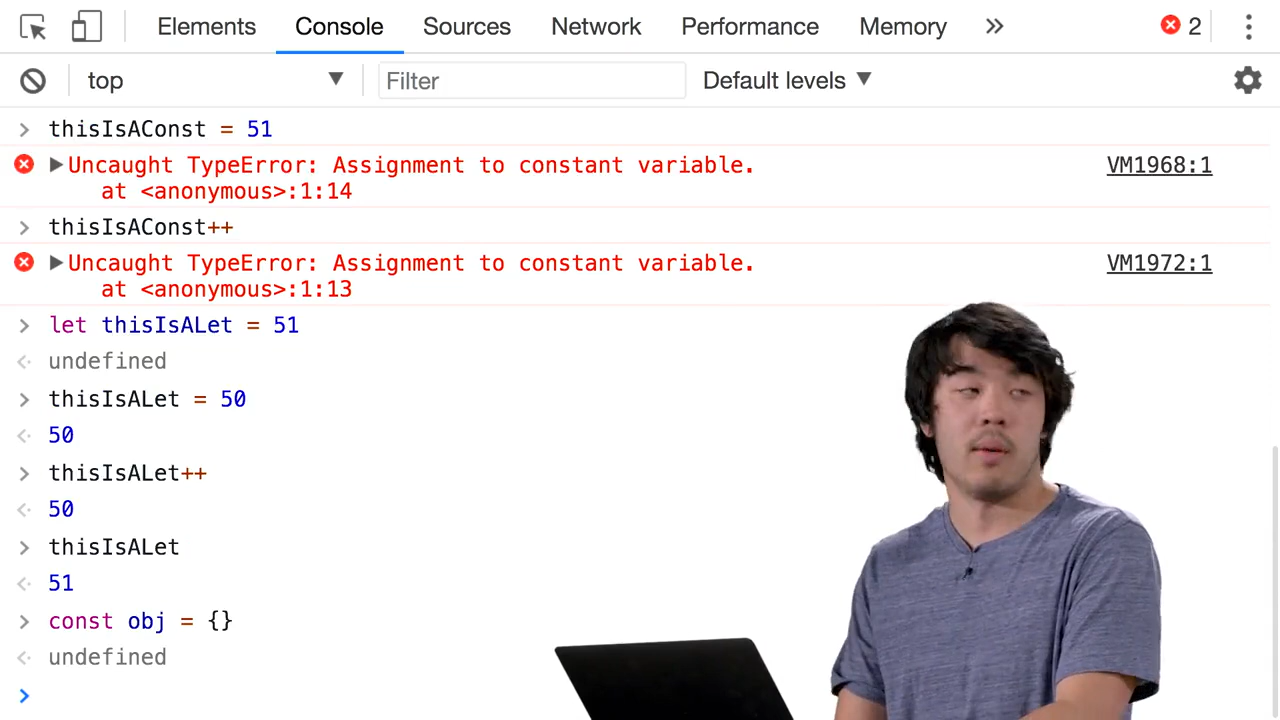 Elements Console Sources Network Performance Memory » 2
top Filter Default levels
> thisIsAConst = 51
Uncaught TypeError: Assignment to constant variable. VM1968:1
at <anonymous>:1:14
> thisIsAConst++
Uncaught TypeError: Assignment to constant variable. VM1972:1
at <anonymous>:1:13
> let thisIsALet = 51
undefined
> thisIsALet = 50
50
> thisIsALet++
50
> thisIsALet
51
> const obj = {}
undefined
>